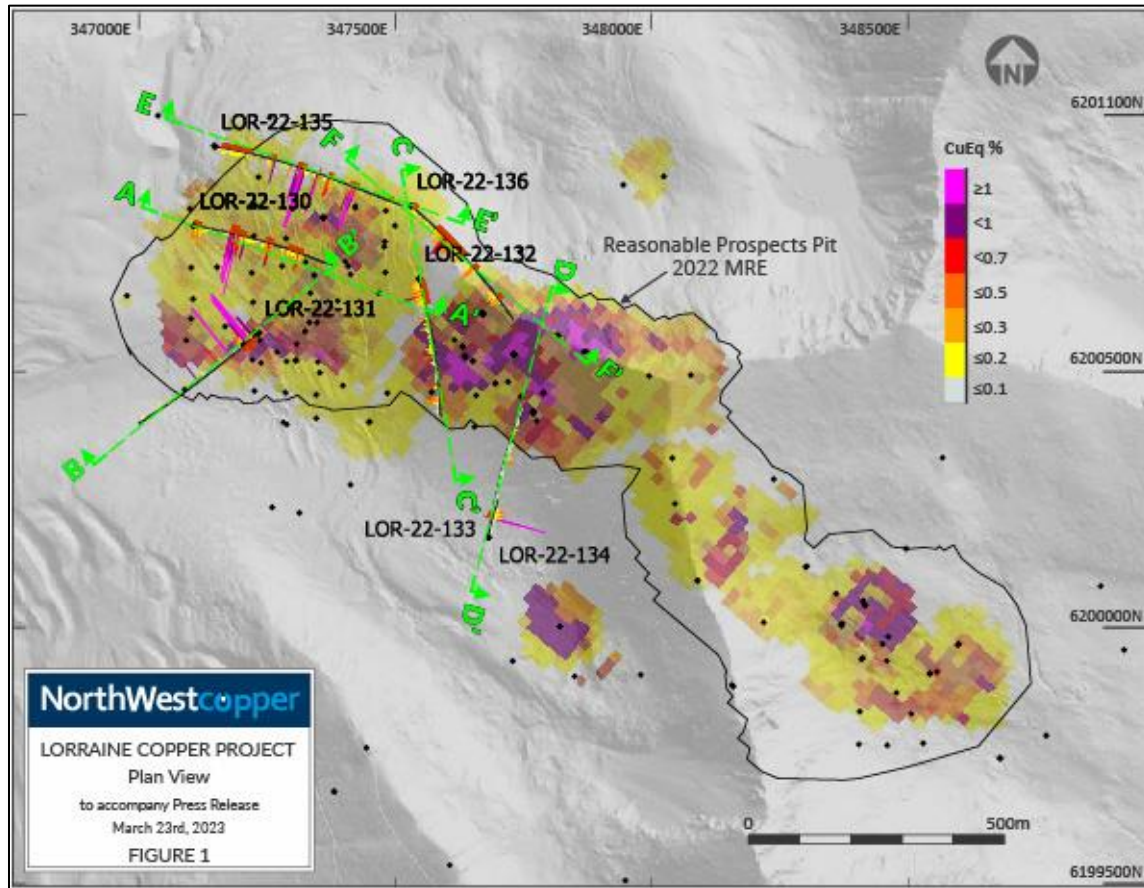 347000E
347500E
348000E
348500E
N
6201100N
E
LOR-22-135
F
C
CuEq %
≥1
<1
<0.7
≤0.5
≤0.3
≤0.2
≤0.1
A
LOR-22-130
LOR-22-136
E'
B'
LOR-22-132
Reasonable Prospects Pit
2022 MRE
D
LOR-22-131
A'
F'
6200500N
B
C'
LOR-22-133
LOR-22-134
D'
6200000N
NorthWestcopper
LORRAINE COPPER PROJECT
Plan View
to accompany Press Release
March 23rd, 2023
FIGURE 1
0
500m
6199500N